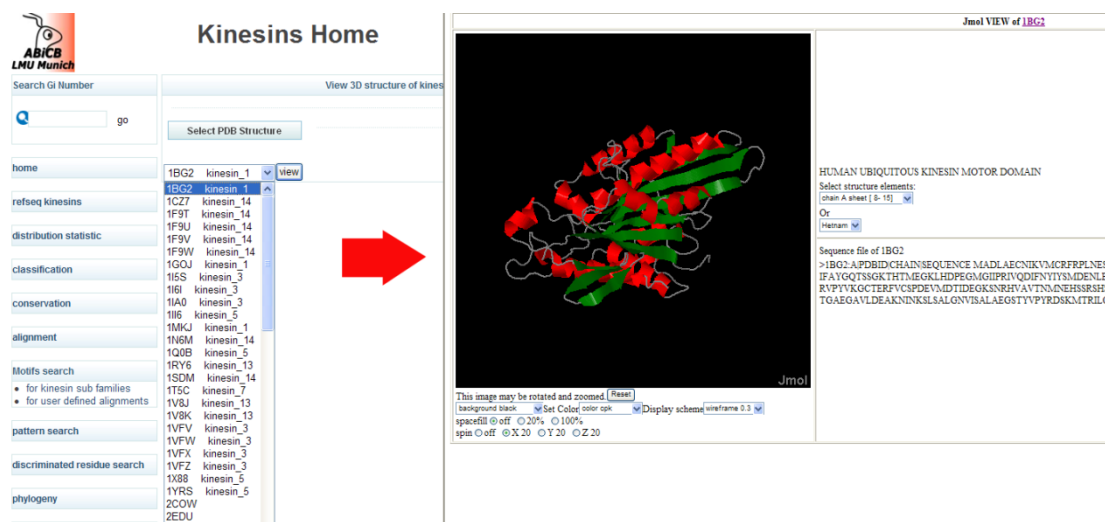 ABiCB
LMU Munich
Kinesins Home
Search Gi Number
go
home
refseq kinesins
distribution statistic
classification
conservation
alignment
Motifs search
for kinesin sub families
for user defined alignments
pattern search
discriminated residue search
phylogeny
View 3D structure of kines
Select PDB Structure
1BG2 kinesin_1 view
1BG2 kinesin_1
1CZ7 kinesin_14
1F9T kinesin_14
1F9U kinesin_14
1F9V kinesin_14
1F9W kinesin_14
1GOJ kinesin_1
1I5S kinesin_3
1I6I kinesin_3
1IA0 kinesin_3
1II6 kinesin_5
1MKJ kinesin_1
1N6M kinesin_14
1Q0B kinesin_5
1RY6 kinesin_13
1SDM kinesin_14
1T5C kinesin_7
1V8J kinesin_13
1V8K kinesin_13
1VFV kinesin_3
1VFW kinesin_3
1VFX kinesin_3
1VFZ kinesin_3
1X88 kinesin_5
1YRS kinesin_5
2COW
2EDU
Jmol VIEW of 1BG2
Jmol
This image may be rotated and zoomed. Reset
background black Set Color color cpk Display scheme wireframe 0.3
spacefill off 20% 100%
spin off X 20 Y 20 Z 20
HUMAN UBIQUITOUS KINESIN MOTOR DOMAIN
Select structure elements:
chain A sheet [ 8- 15]
Or
Hetnam
Sequence file of 1BG2
>1BG2:A|PDBID|CHAIN|SEQUENCE MADLAECNIKVMCRFRPLNES
IFAYGQTSSGKTHTMEGKLHDPEGMGIIPRIVQDIFNYIYSMDENLE
RVPYVKGCTERFVCSPDEVMDTIDEGKSNRHVAVTNMNEHSSRSH
TGAEGAVLDEAKNINKSLSALGNVISALAEGSTYVPYRDSKMTRIL